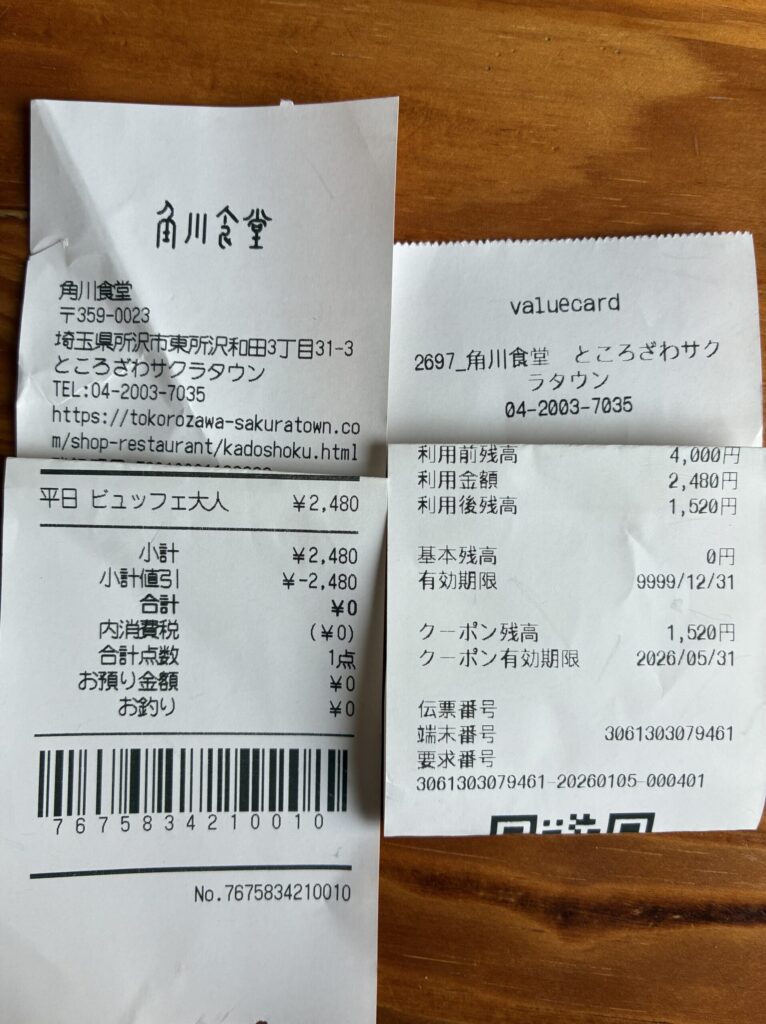 角川食堂
角川食堂
〒359-0023
埼玉県所沢市東所沢和田3丁目31-3
ところざわサクラタウン
TEL:04-2003-7035
https://tokorozawa-sakuratown.co
m/shop-restaurant/kadoshoku.html
平日 ビュッフェ大人 ¥2,480
小計 ¥2,480
小計値引 ¥-2,480
合計 ¥0
内消費税 (¥0)
合計点数 1点
お預り金額 ¥0
お釣り ¥0
7675834210010
No.7675834210010
valuecard
2697_角川食堂 ところざわサク
ラタウン
04-2003-7035
利用前残高 4,000円
利用金額 2,480円
利用後残高 1,520円
基本残高 0円
有効期限 9999/12/31
クーポン残高 1,520円
クーポン有効期限 2026/05/31
伝票番号
端末番号 3061303079461
要求番号
3061303079461-20260105-000401